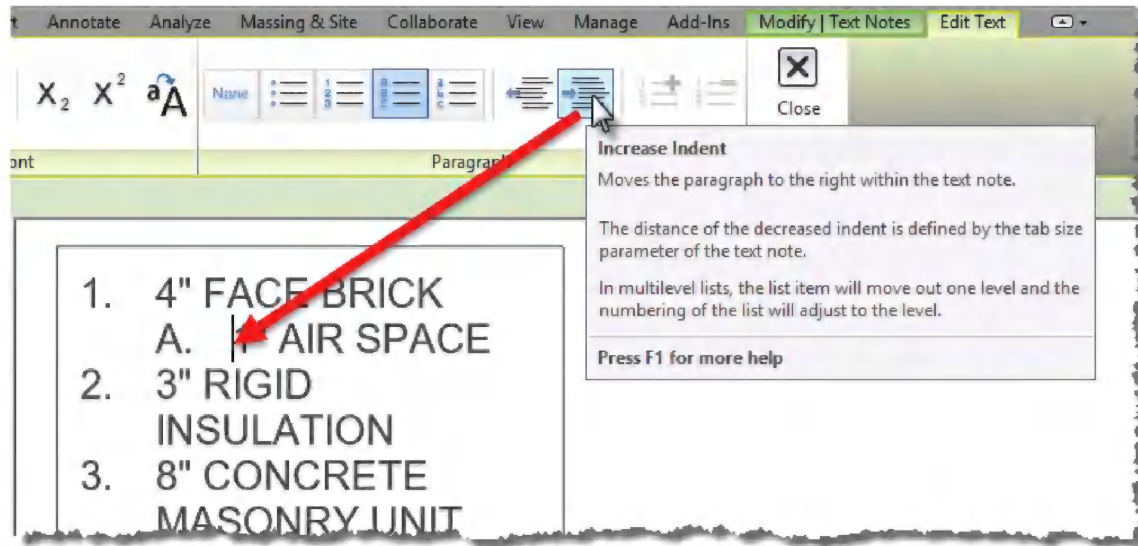 Annotate Analyze Massing & Site Collaborate View Manage Add-Ins Modify | Text Notes Edit Text
X₂ X² aA None
Close
Paragraph
Increase Indent
Moves the paragraph to the right within the text note.
The distance of the decreased indent is defined by the tab size
parameter of the text note.
In multilevel lists, the list item will move out one level and the
numbering of the list will adjust to the level.
Press F1 for more help
1. 4" FACE BRICK
A. 1" AIR SPACE
2. 3" RIGID
INSULATION
3. 8" CONCRETE
MASONRY UNIT